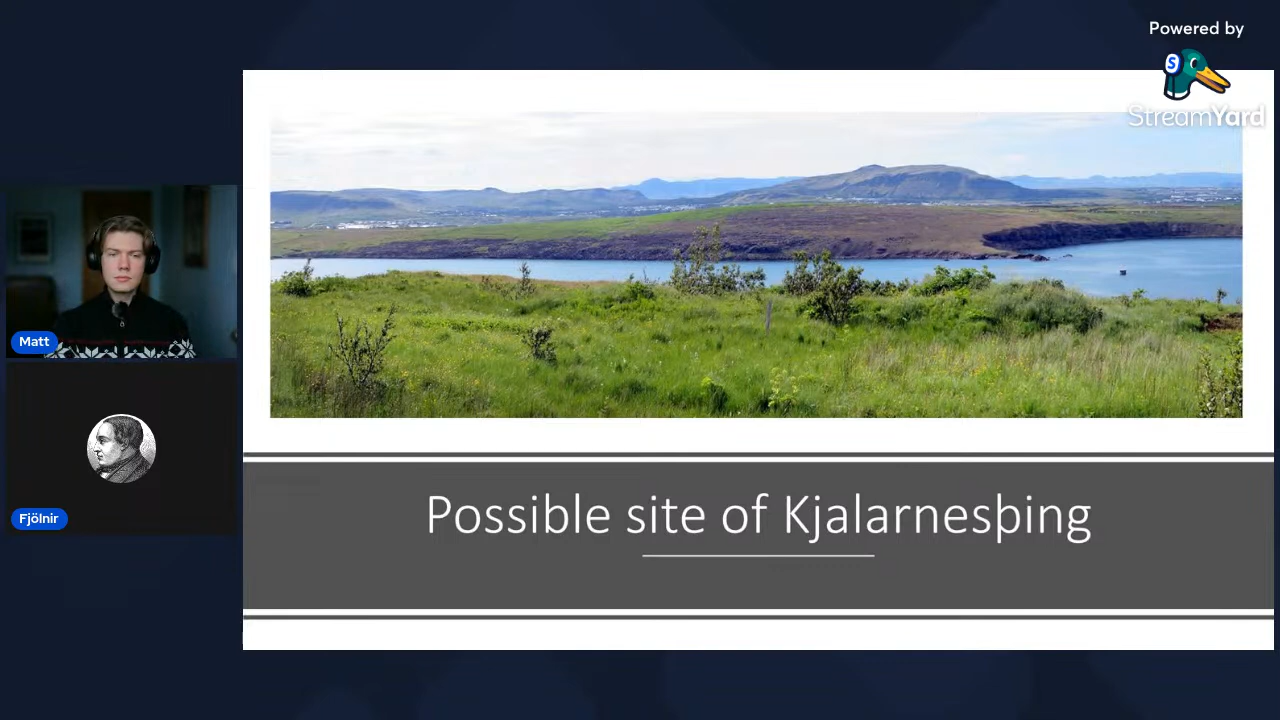 Powered by
StreamYard
Matt
Fjölnir
Possible site of Kjalarnesþing